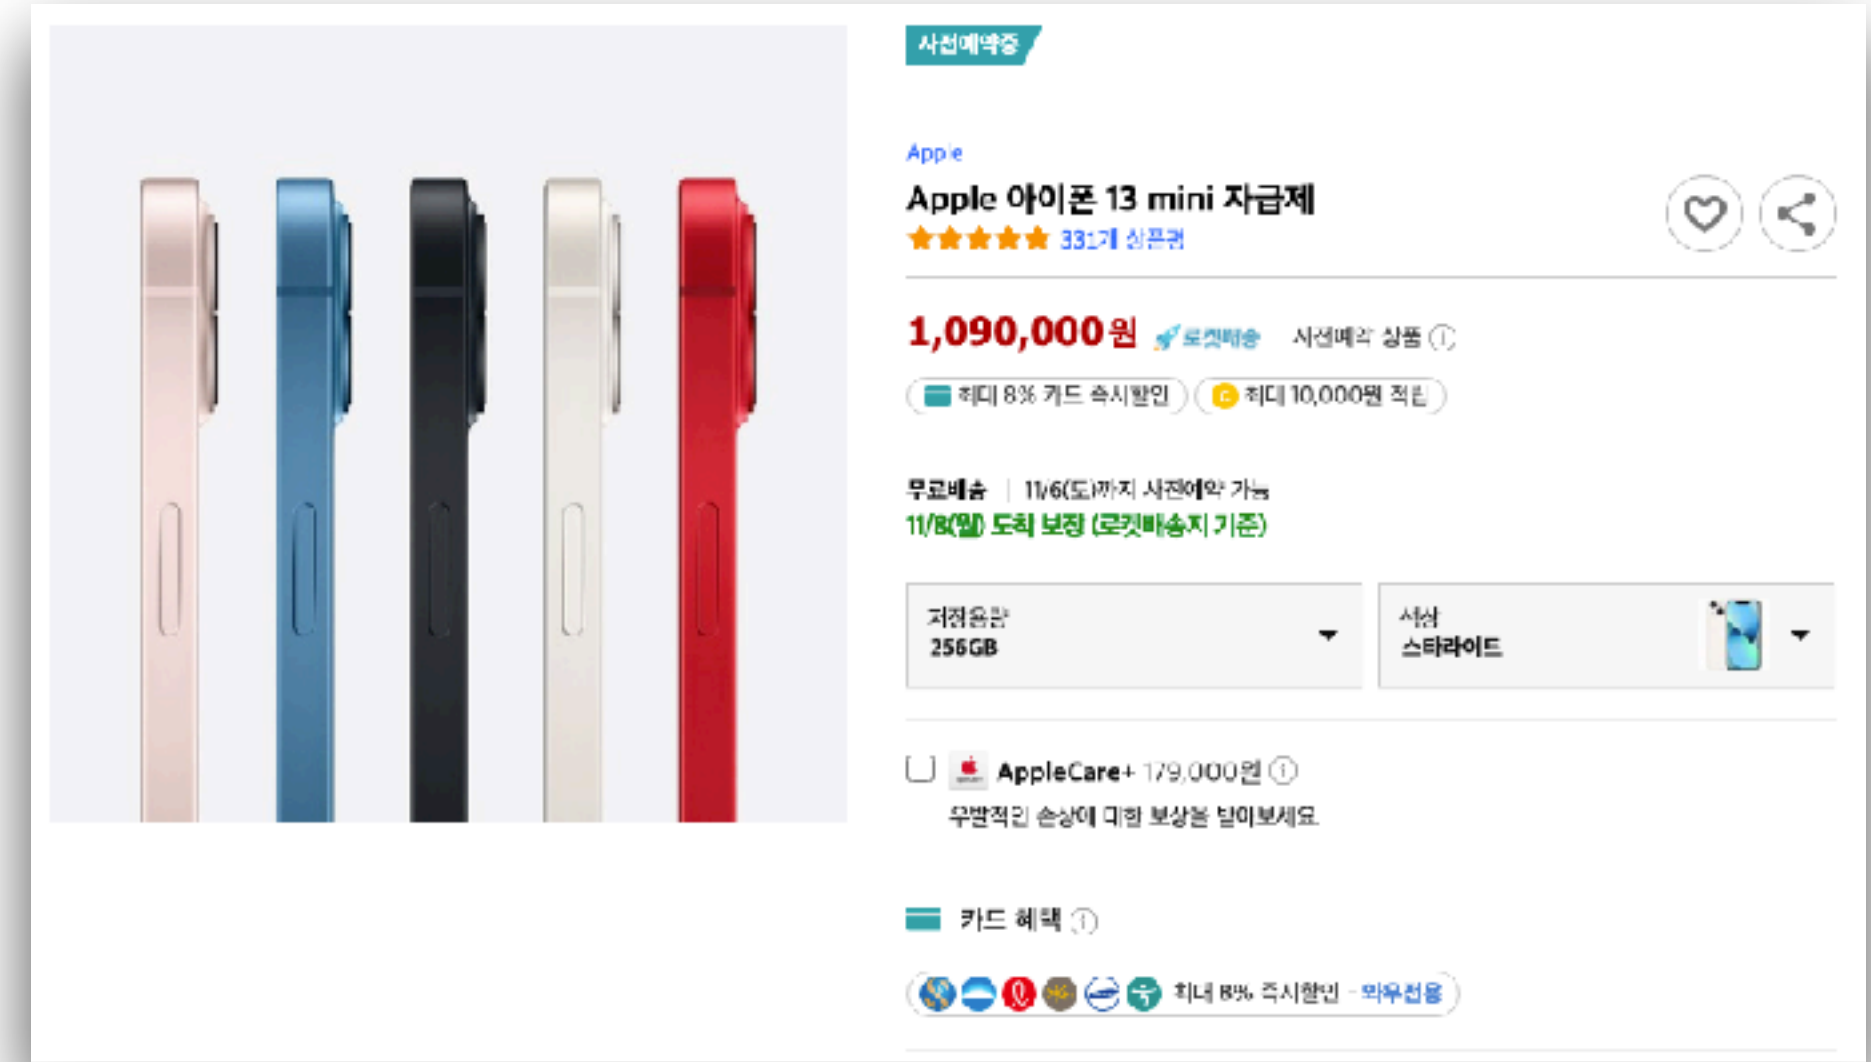 사전예약중
Apple
Apple 아이폰 13 mini 자급제
331개 상품평
1,090,000원 로켓배송 사전예약 상품
최대 8% 카드 즉시할인 최대 10,000원 적립
무료배송 | 11/6(토)까지 사전예약 가능
11/8(월) 도착 보장 (로켓배송지 기준)
저장용량
256GB
색상
스타라이트
AppleCare+ 179,000원
우발적인 손상에 대한 보상을 받아보세요.
카드 혜택
최대 8% 즉시할인 - 와우전용